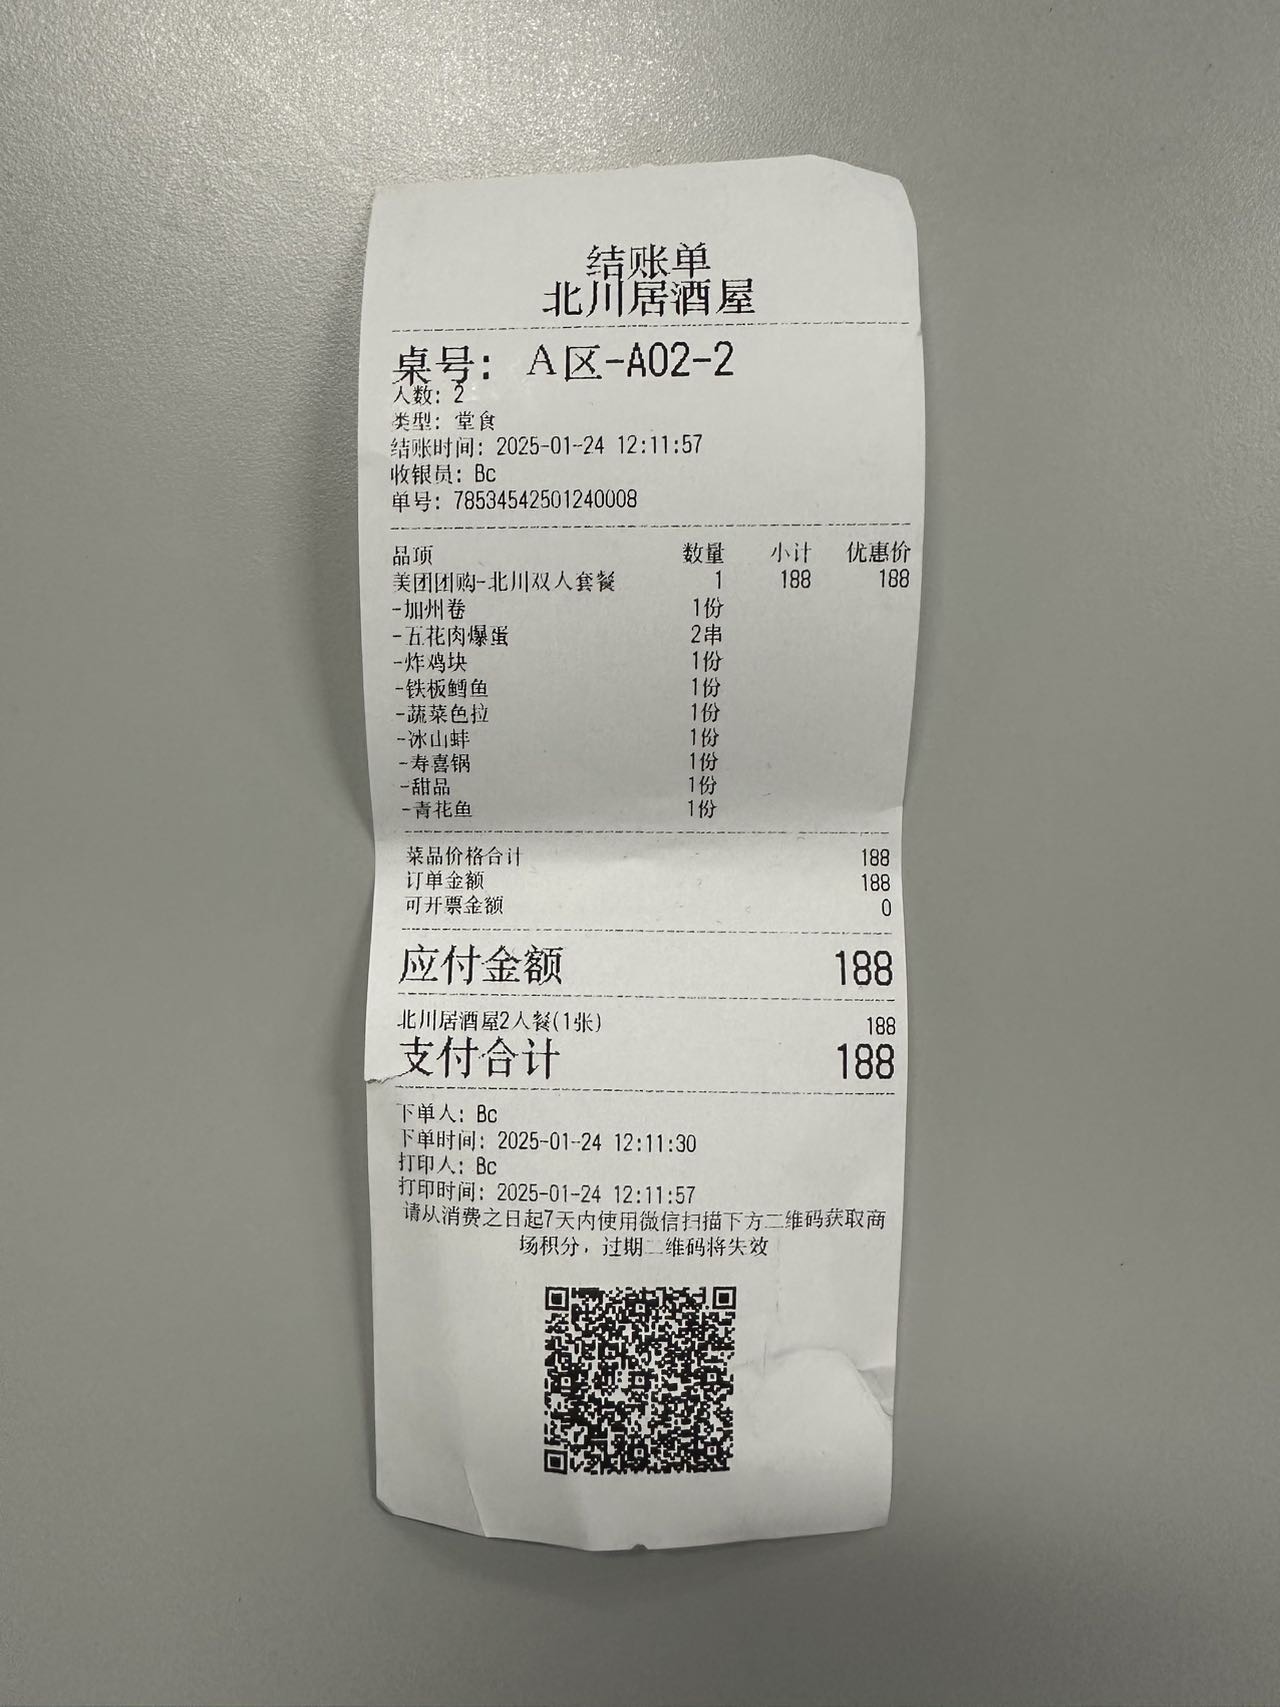 结账单
北川居酒屋
桌号: A区-A02-2
人数: 2
类型: 堂食
结账时间: 2025-01-24 12:11:57
收银员: Bc
单号: 78534542501240008
品项 数量 小计 优惠价
美团团购-北川双人套餐 1 188 188
-加州卷 1份
-五花肉爆蛋 2串
-炸鸡块 1份
-铁板鳕鱼 1份
-蔬菜色拉 1份
-冰山蚌 1份
-寿喜锅 1份
-甜品 1份
-青花鱼 1份
菜品价格合计 188
订单金额 188
可开票金额 0
应付金额 188
北川居酒屋2人餐(1张) 188
支付合计 188
下单人: Bc
下单时间: 2025-01-24 12:11:30
打印人: Bc
打印时间: 2025-01-24 12:11:57
请从消费之日起7天内使用微信扫描下方二维码获取商
场积分，过期二维码将失效